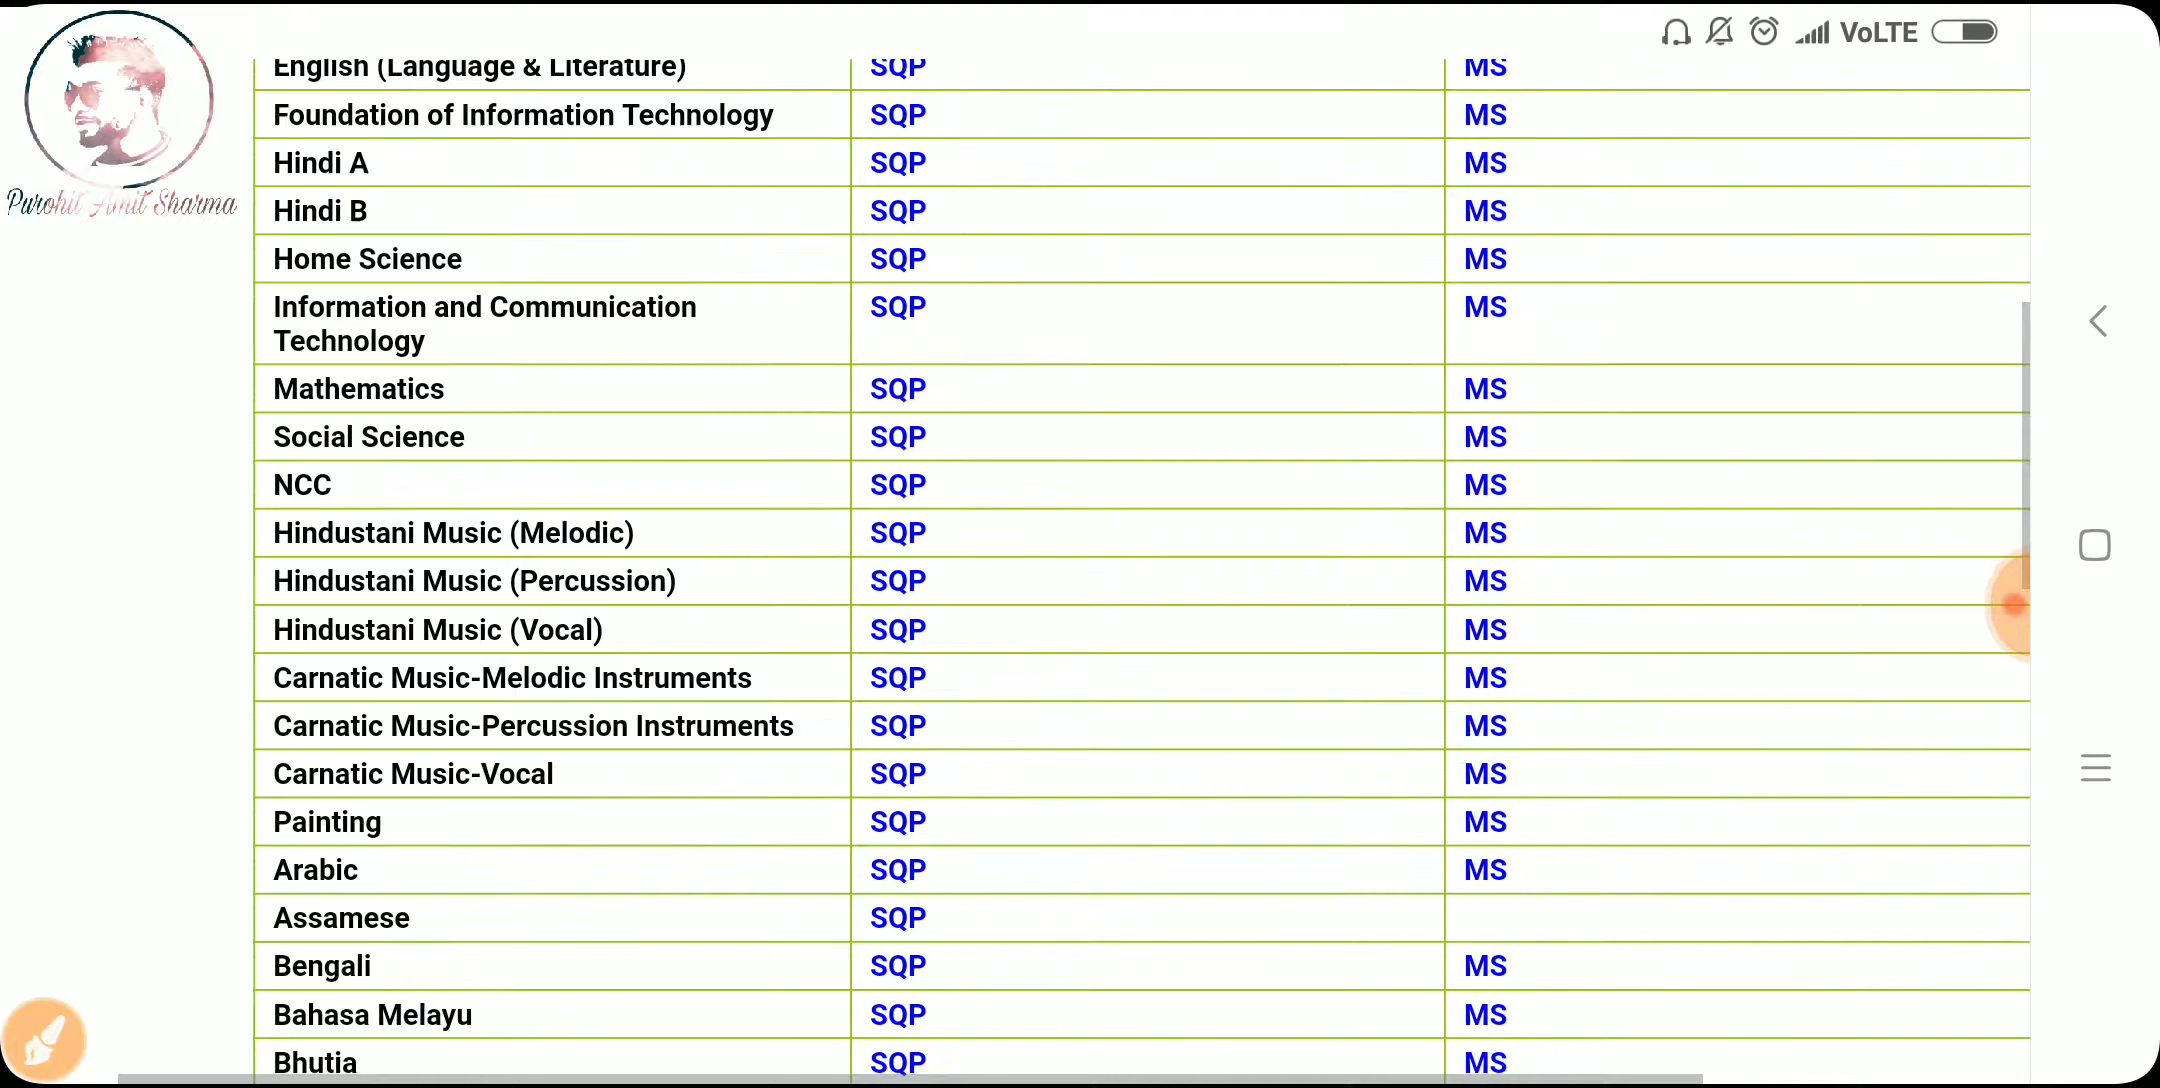 VoLTE
English (Language & Literature) SQP MS
Foundation of Information Technology SQP MS
Hindi A SQP MS
Hindi B SQP MS
Home Science SQP MS
Information and Communication SQP MS
Technology
Mathematics SQP MS
Social Science SQP MS
NCC SQP MS
Hindustani Music (Melodic) SQP MS
Hindustani Music (Percussion) SQP MS
Hindustani Music (Vocal) SQP MS
Carnatic Music-Melodic Instruments SQP MS
Carnatic Music-Percussion Instruments SQP MS
Carnatic Music-Vocal SQP MS
Painting SQP MS
Arabic SQP MS
Assamese SQP
Bengali SQP MS
Bahasa Melayu SQP MS
Bhutia SQP MS
Purohit Amit Sharma